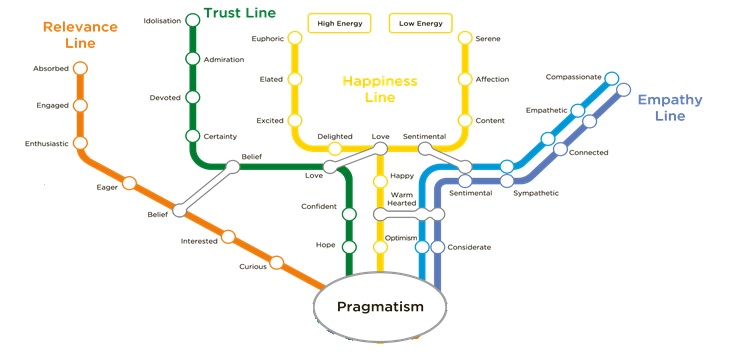 Relevance
Line
Trust Line
Idolisation
High Energy
Low Energy
Euphoric
Serene
Admiration
Absorbed
Elated
Happiness
Line
Affection
Compassionate
Devoted
Empathy
Line
Engaged
Excited
Content
Empathetic
Certainty
Delighted
Love
Sentimental
Enthusiastic
Belief
Connected
Love
Happy
Eager
Sentimental
Sympathetic
Warm
Hearted
Belief
Confident
Interested
Hope
Optimism
Considerate
Curious
Pragmatism